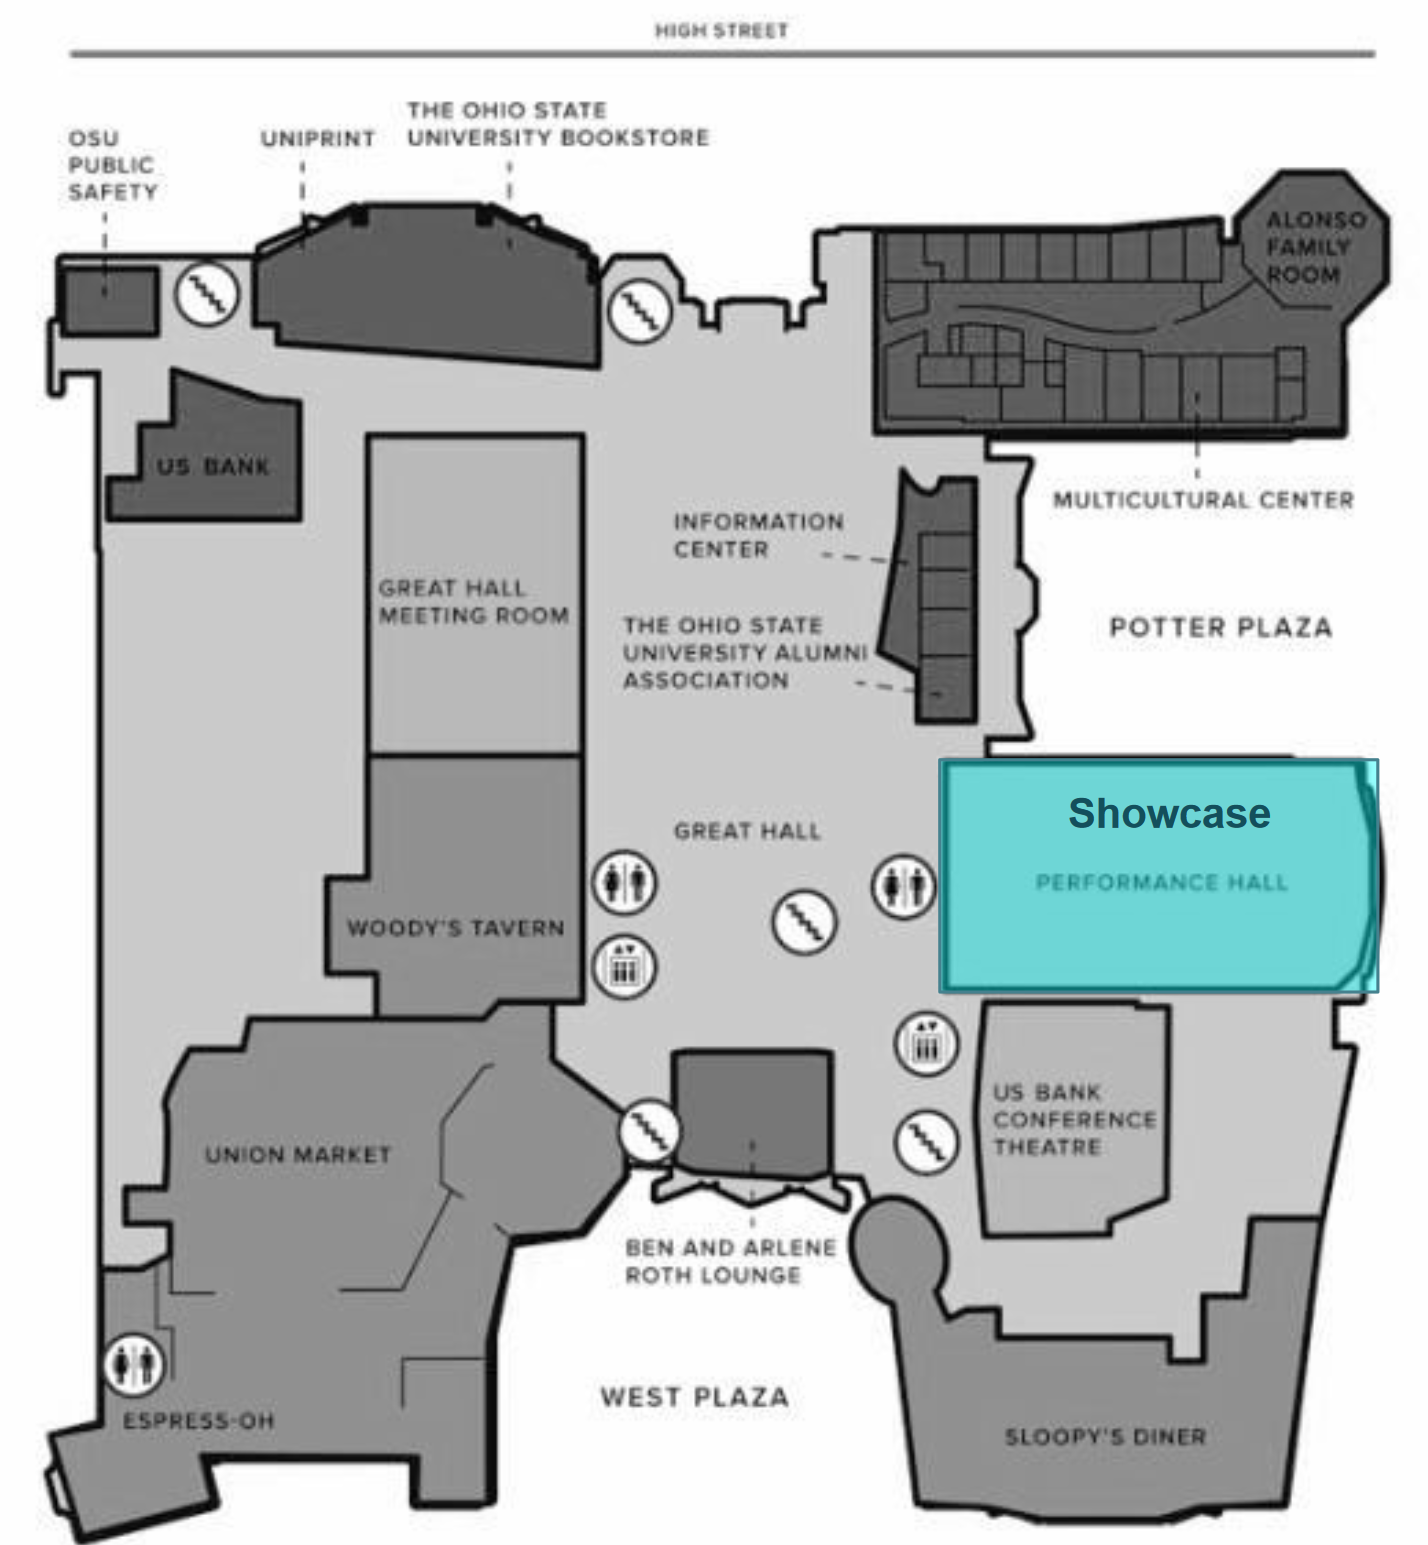 HIGH STREET
OSU
PUBLIC
SAFETY
UNIPRINT
THE OHIO STATE
UNIVERSITY BOOKSTORE
ALONSO
FAMILY
ROOM
US BANK
MULTICULTURAL CENTER
INFORMATION
CENTER
GREAT HALL
MEETING ROOM
THE OHIO STATE
UNIVERSITY ALUMNI
ASSOCIATION
POTTER PLAZA
Showcase
GREAT HALL
PERFORMANCE HALL
WOODY'S TAVERN
US BANK
CONFERENCE
THEATRE
UNION MARKET
BEN AND ARLENE
ROTH LOUNGE
WEST PLAZA
ESPRESS-OH
SLOOPY'S DINER